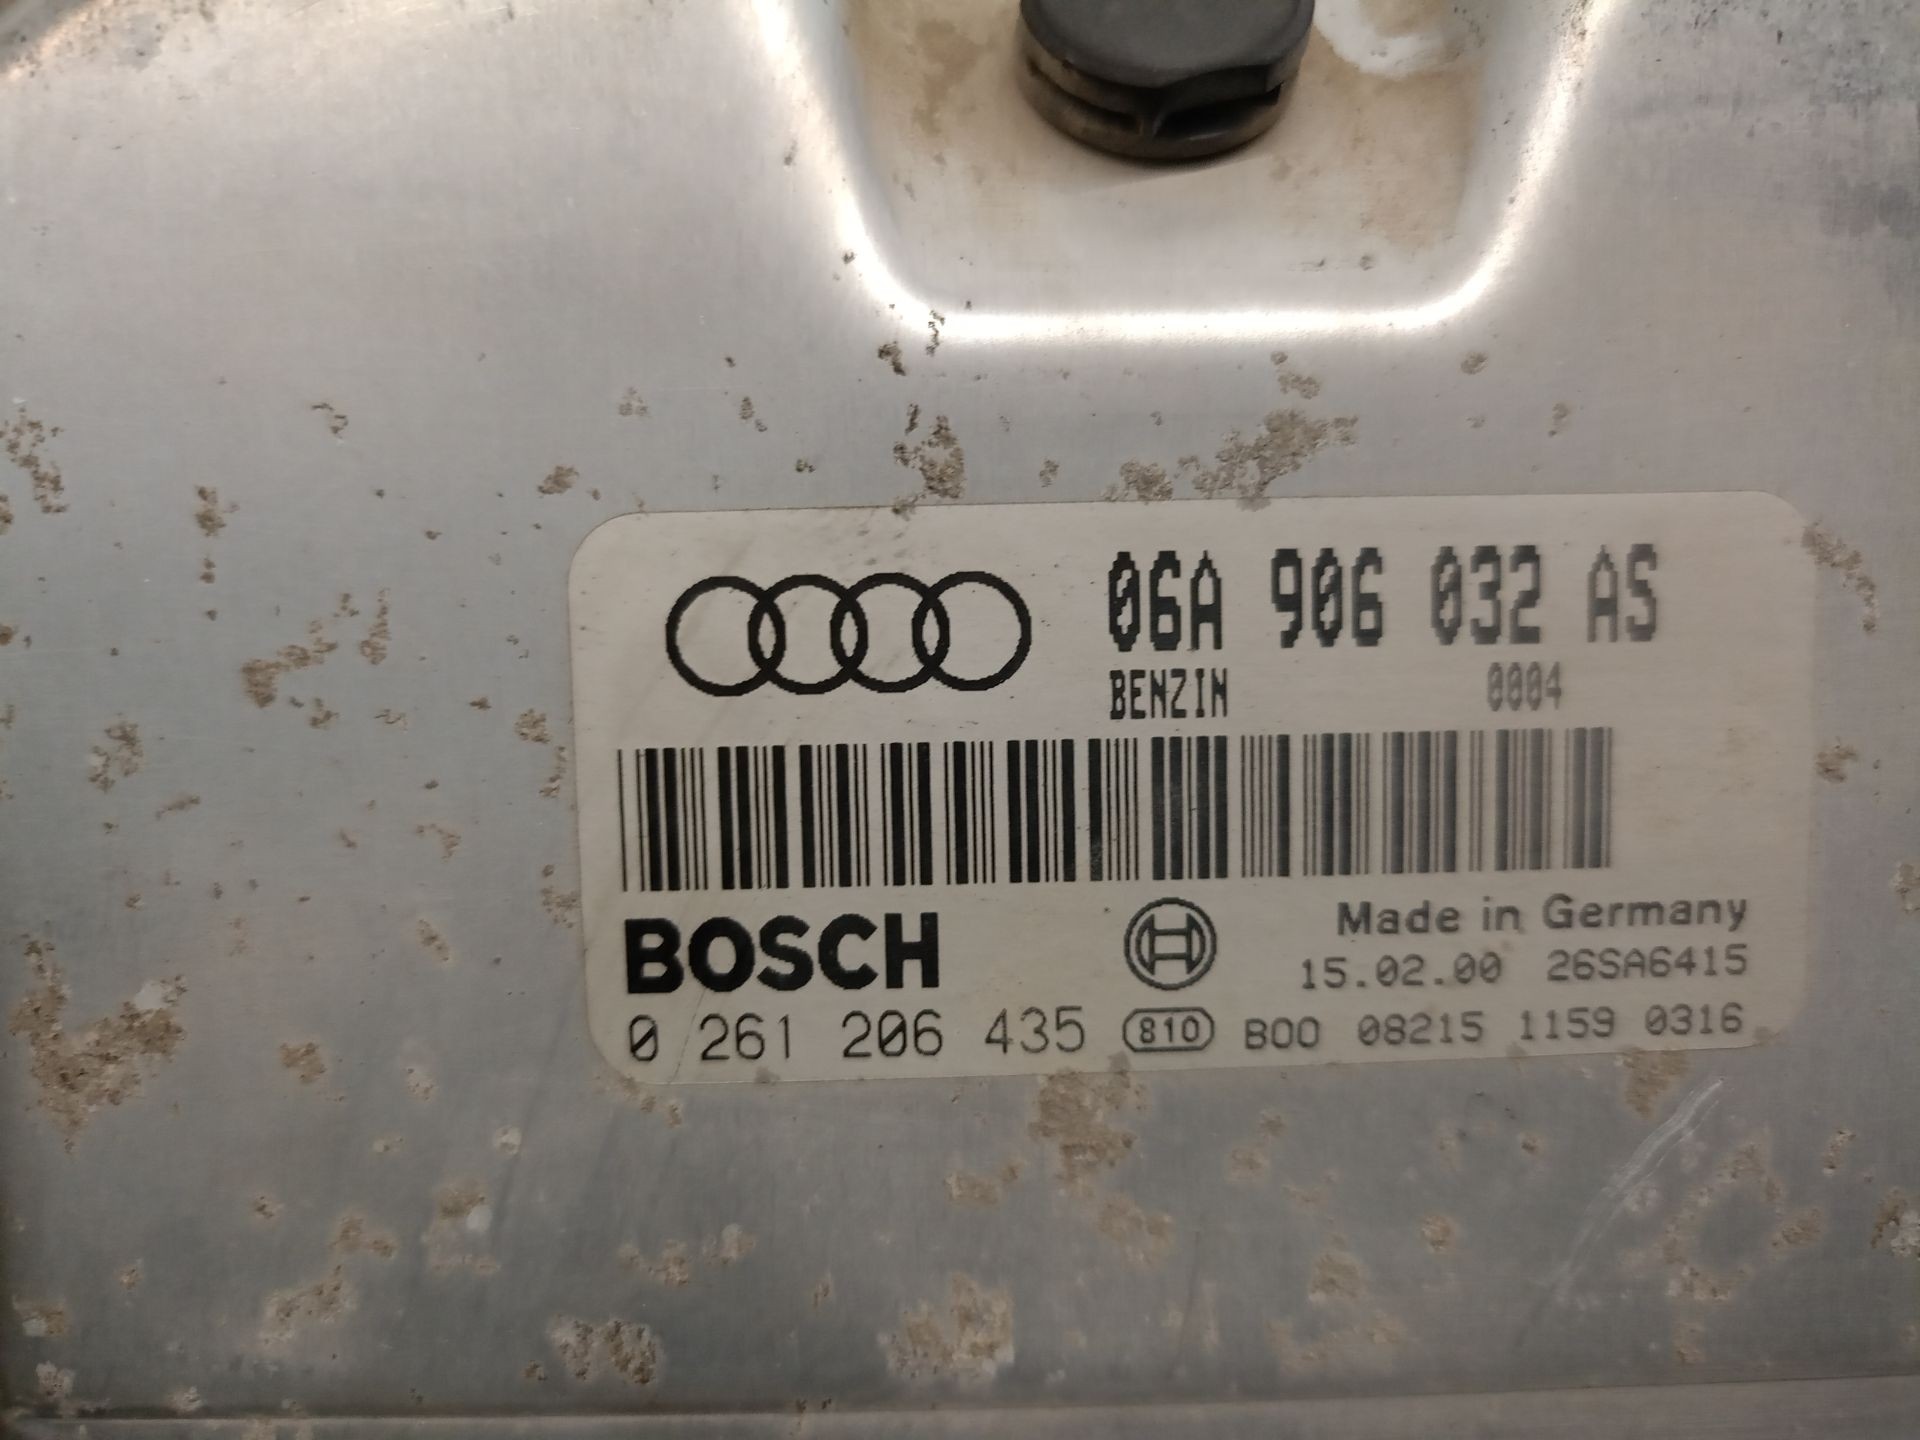 06A 906 032 AS
BENZIN 0004
BOSCH
Made in Germany
15.02.00 26SA6415
0 261 206 435 810 B00 08215 1159 0316